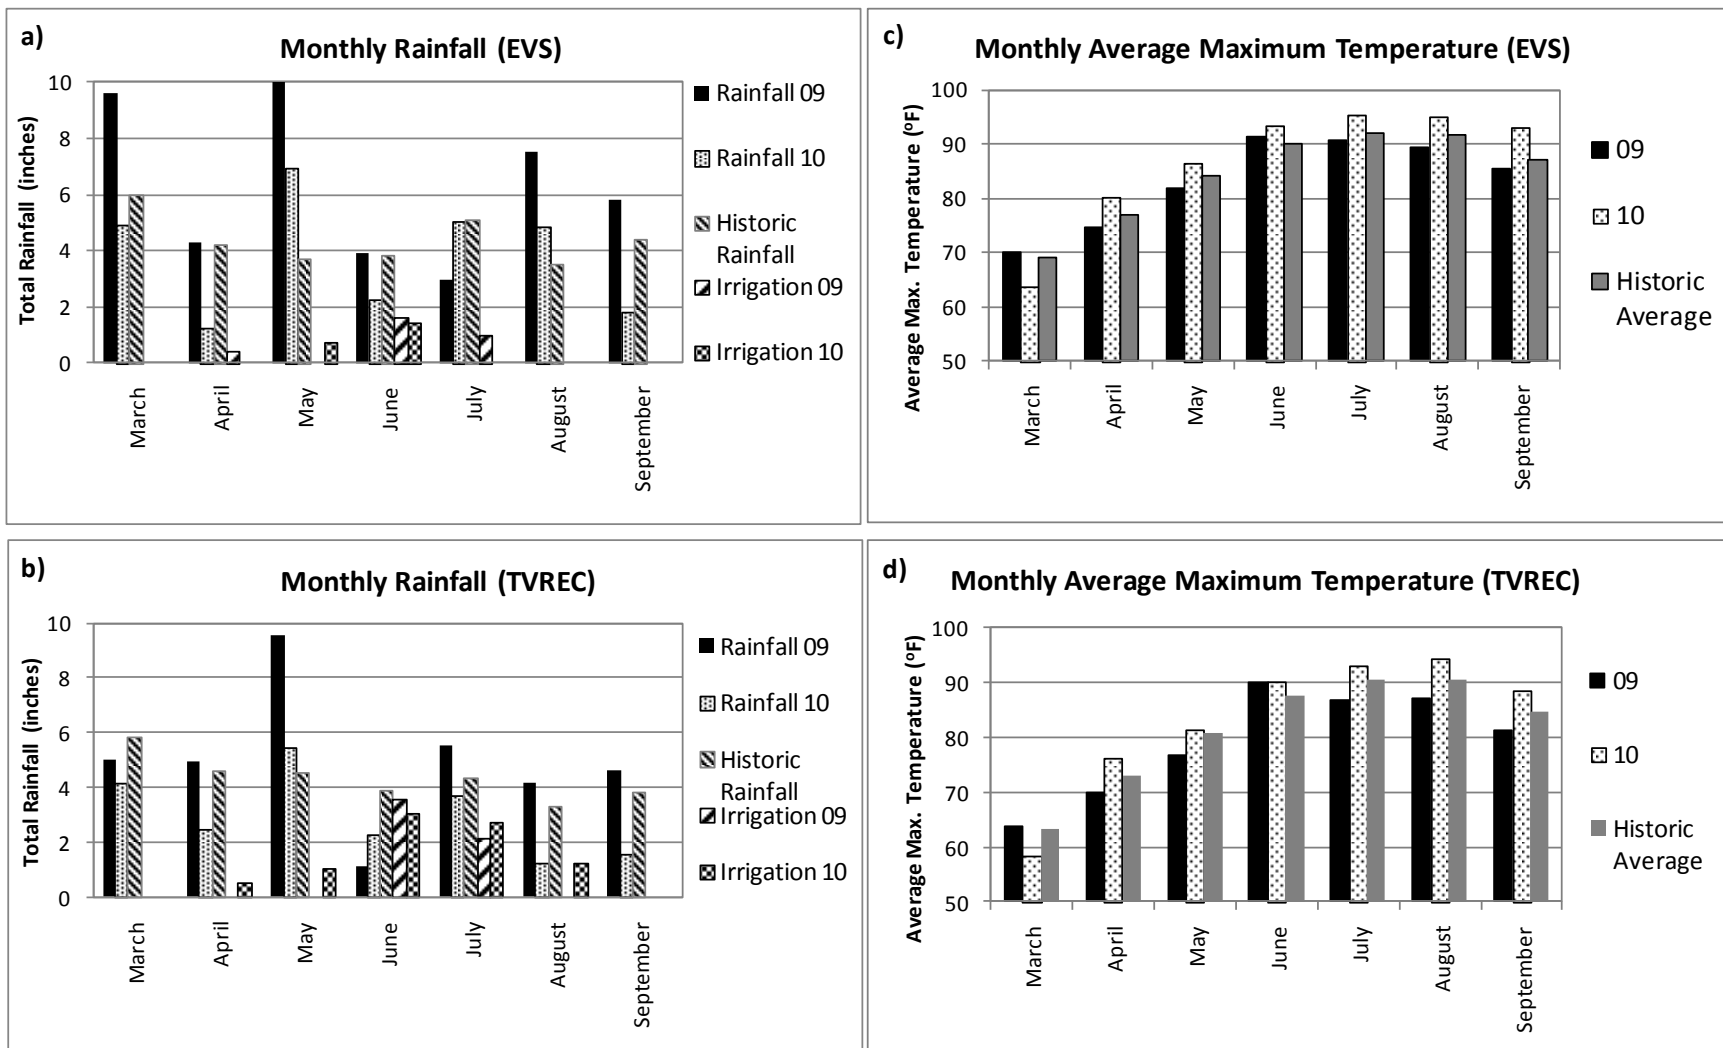 a)
Monthly Rainfall (EVS)
Total Rainfall (inches)
10
8
6
4
2
0
March
April
May
June
July
August
September
Rainfall 09
Rainfall 10
Historic
Rainfall
Irrigation 09
Irrigation 10
c)
Monthly Average Maximum Temperature (EVS)
Average Max. Temperature (ºF)
100
90
80
70
60
50
March
April
May
June
July
August
September
09
10
Historic
Average
b)
Monthly Rainfall (TVREC)
Total Rainfall (inches)
10
8
6
4
2
0
March
April
May
June
July
August
September
Rainfall 09
Rainfall 10
Historic
Rainfall
Irrigation 09
Irrigation 10
d)
Monthly Average Maximum Temperature (TVREC)
Average Max. Temperature (ºF)
100
90
80
70
60
50
March
April
May
June
July
August
September
09
10
Historic
Average